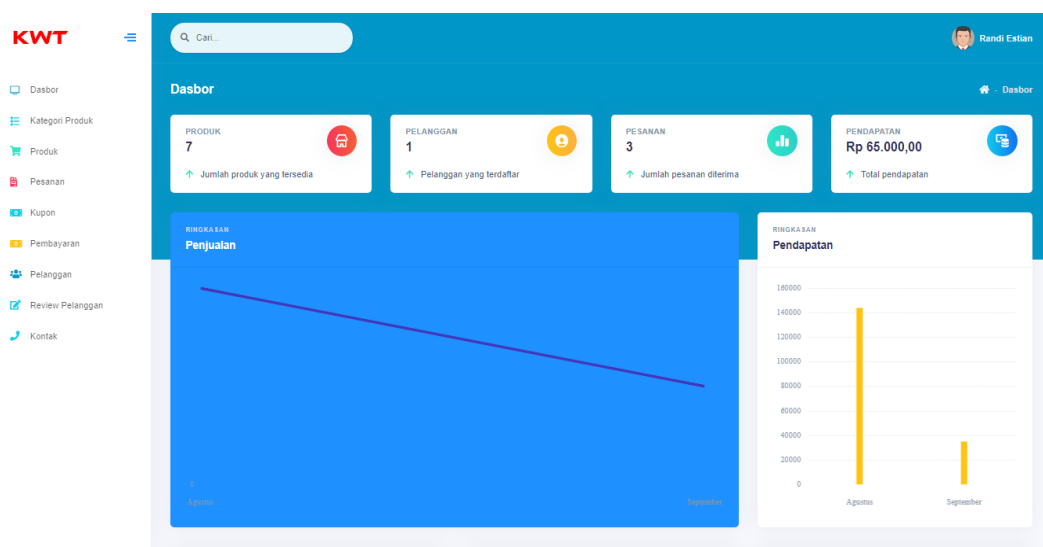 KWT
Cari...
Randi Estian
Dasbor
Kategori Produk
Produk
Pesanan
Kupon
Pembayaran
Pelanggan
Review Pelanggan
Kontak
Dasbor
- Dasbor
PRODUK
7
Jumlah produk yang tersedia
PELANGGAN
1
Pelanggan yang terdaftar
PESANAN
3
Jumlah pesanan diterima
PENDAPATAN
Rp 65.000,00
Total pendapatan
RINGKASAN
Penjualan
0
Agustus September
RINGKASAN
Pendapatan
160000
140000
120000
100000
80000
60000
40000
20000
0
Agustus September